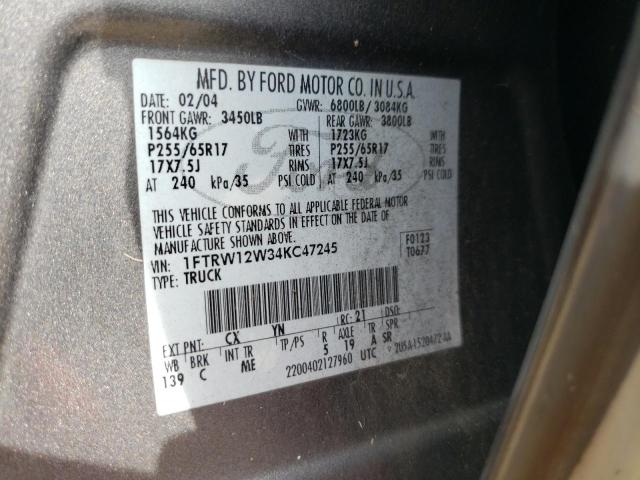 MFD. BY FORD MOTOR CO. IN U.S.A.
DATE: 02/04 GVWR: 6800LB/ 3084KG
FRONT GAWR: 3450LB REAR GAWR: 3800LB
1564KG WITH 1723KG WITH
P255/65R17 TIRES P255/65R17 TIRES
17X7.5J RIMS 17X7.5J RIMS
AT 240 kPa/35 PSI COLD AT 240 kPa/35 PSI COLD
Ford
THIS VEHICLE CONFORMS TO ALL APPLICABLE FEDERAL MOTOR
VEHICLE SAFETY STANDARDS IN EFFECT ON THE DATE OF
MANUFACTURE SHOWN ABOVE.
VIN: 1FTRW12W34KC47245 F0123
TYPE: TRUCK T0677
EXT PNT: CX YN RC: 21 DSO:
WB BRK INT TR TP/PS R AXLE TR SPR
139 C ME 5 19 A SR
2200402127960 UTC